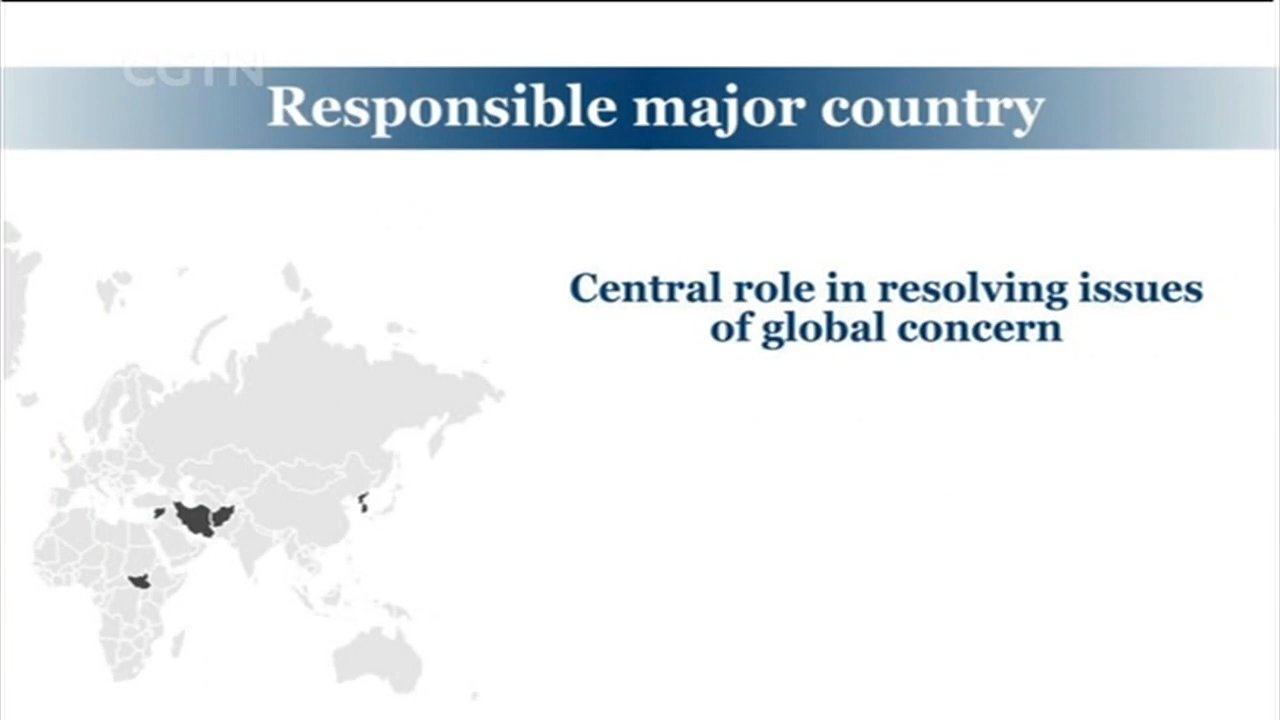 CGTN
Responsible major country
Central role in resolving issues
of global concern